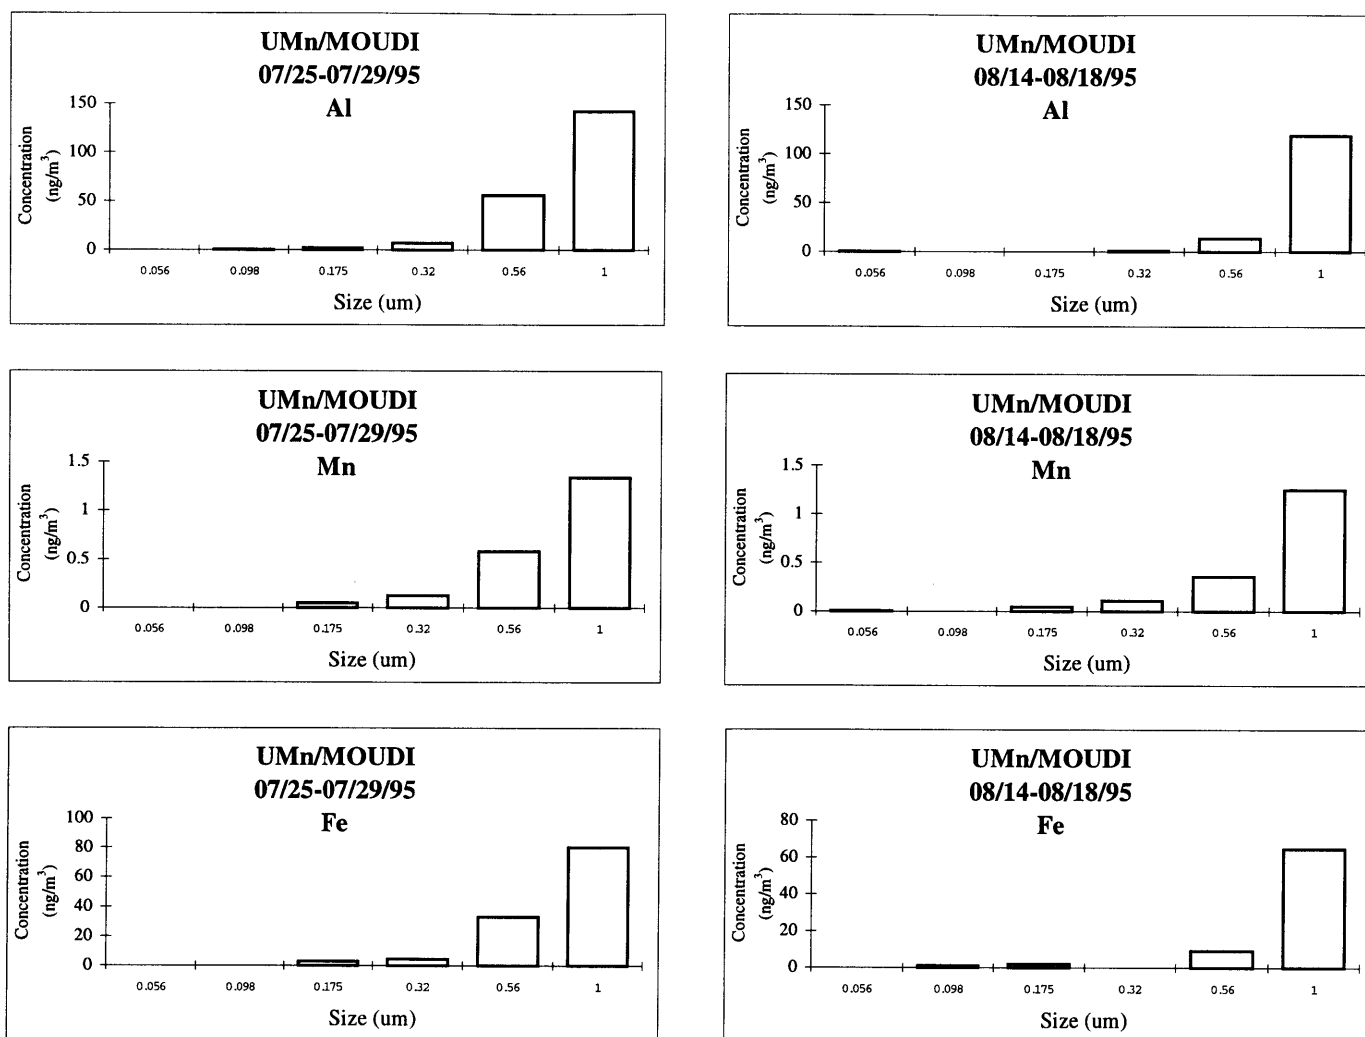 UMn/MOUDI
07/25-07/29/95
Al
Concentration
(ng/m³)
150
100
50
0
0.056 0.098 0.175 0.32 0.56 1
Size (um)
UMn/MOUDI
08/14-08/18/95
Al
Concentration
(ng/m³)
150
100
50
0
0.056 0.098 0.175 0.32 0.56 1
Size (um)
UMn/MOUDI
07/25-07/29/95
Mn
Concentration
(ng/m³)
1.5
1
0.5
0
0.056 0.098 0.175 0.32 0.56 1
Size (um)
UMn/MOUDI
08/14-08/18/95
Mn
Concentration
(ng/m³)
1.5
1
0.5
0
0.056 0.098 0.175 0.32 0.56 1
Size (um)
UMn/MOUDI
07/25-07/29/95
Fe
Concentration
(ng/m³)
100
80
60
40
20
0
0.056 0.098 0.175 0.32 0.56 1
Size (um)
UMn/MOUDI
08/14-08/18/95
Fe
Concentration
(ng/m³)
80
60
40
20
0
0.056 0.098 0.175 0.32 0.56 1
Size (um)